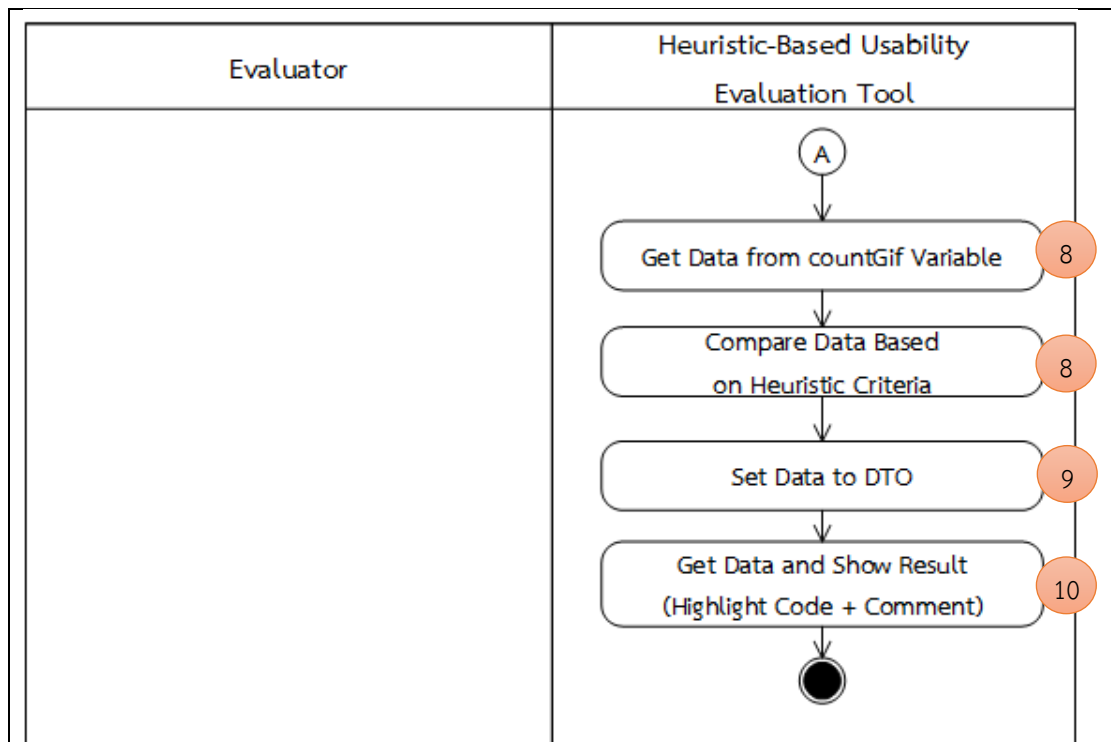 Evaluator
Heuristic-Based Usability
Evaluation Tool
A
Get Data from countGif Variable
8
Compare Data Based
on Heuristic Criteria
8
Set Data to DTO
9
Get Data and Show Result
(Highlight Code + Comment)
10